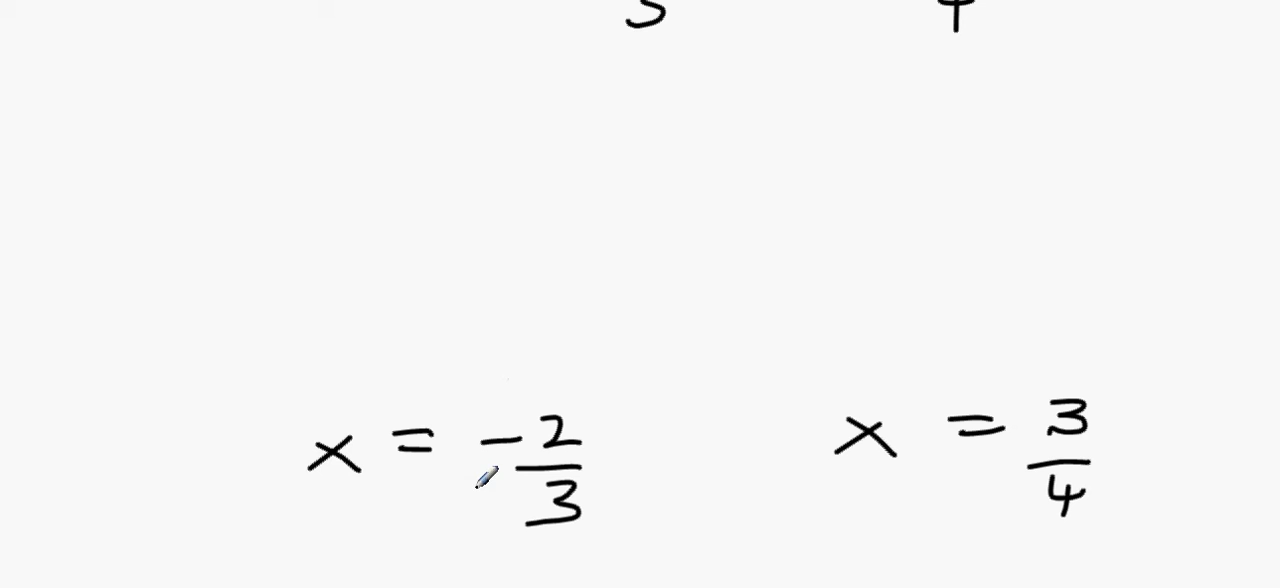 x = -2/3 x = 3/4